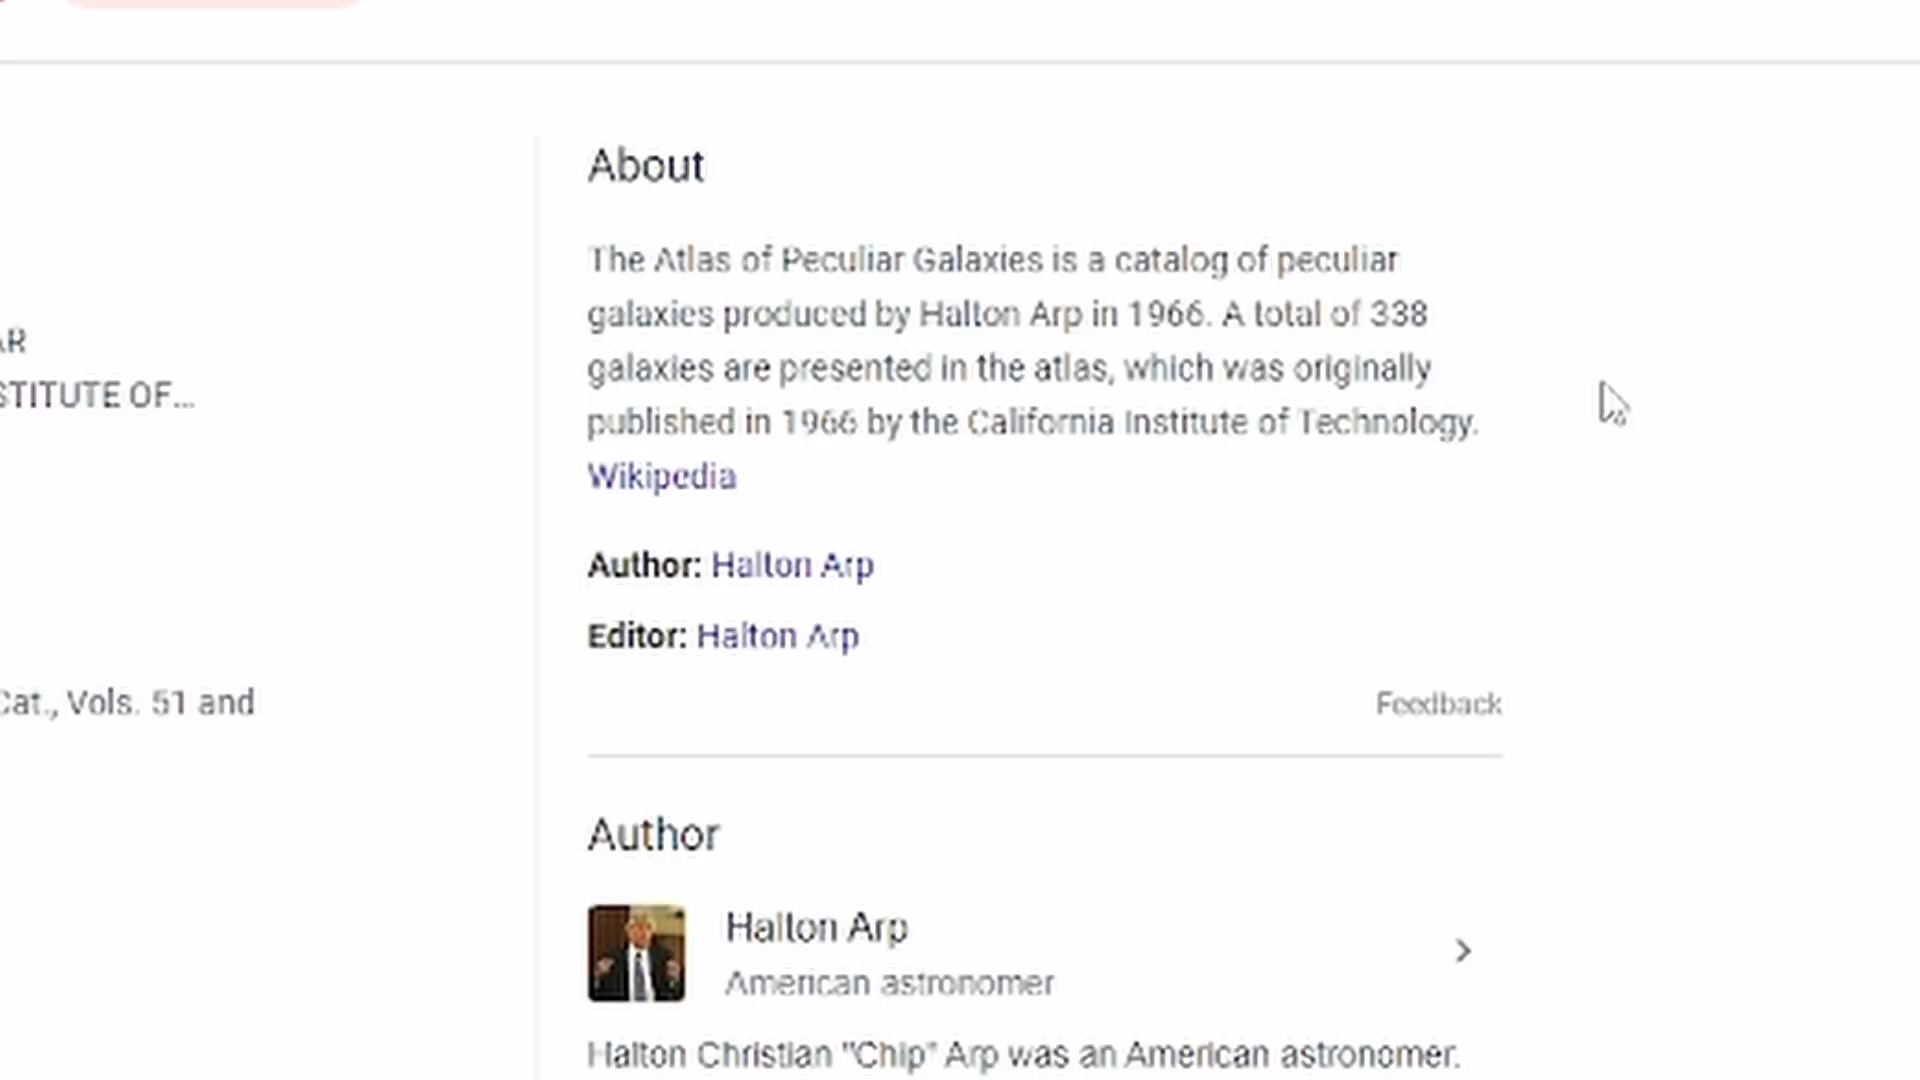 AR
STITUTE OF...
Cat., Vols. 51 and
About
The Atlas of Peculiar Galaxies is a catalog of peculiar
galaxies produced by Halton Arp in 1966. A total of 338
galaxies are presented in the atlas, which was originally
published in 1966 by the California Institute of Technology.
Wikipedia
Author: Halton Arp
Editor: Halton Arp
Feedback
Author
Halton Arp
American astronomer
Halton Christian "Chip" Arp was an American astronomer.